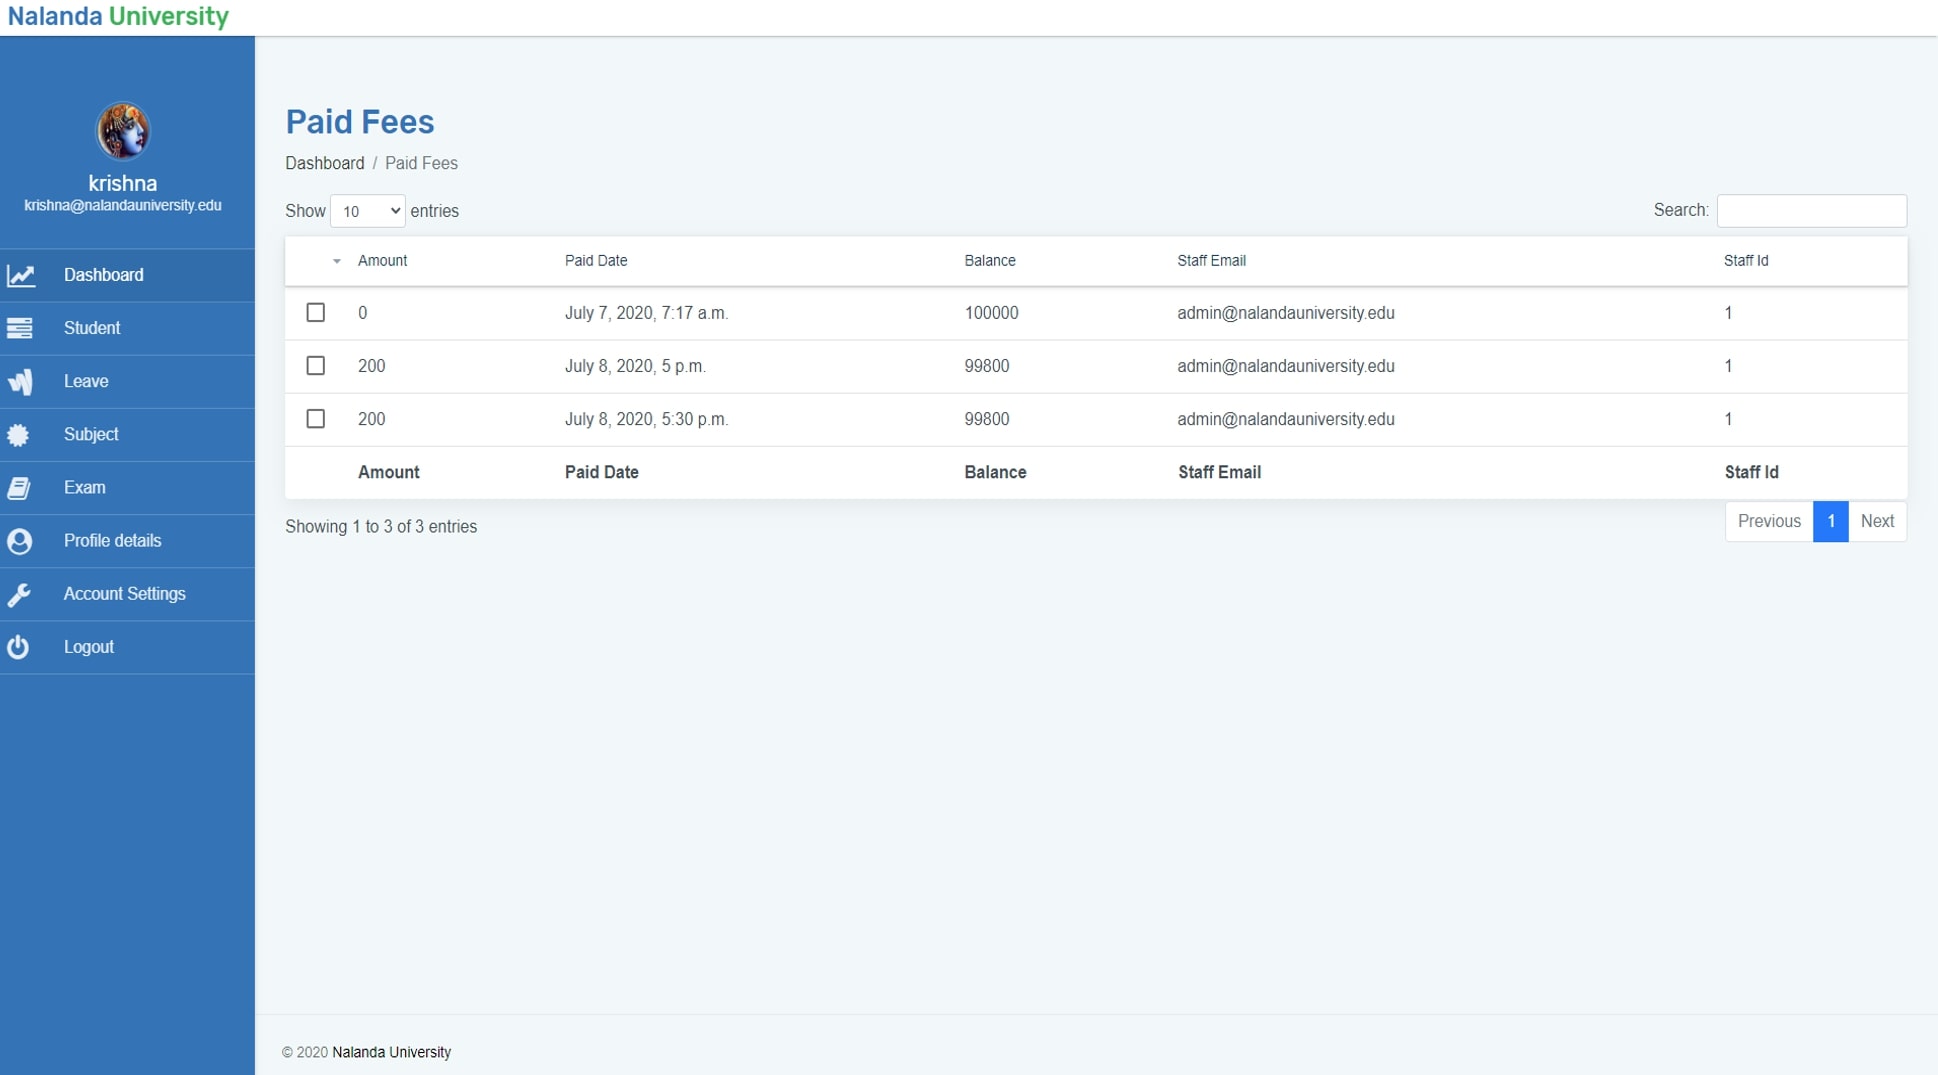 Nalanda University
krishna
krishna@nalandauniversity.edu
Dashboard
Student
Leave
Subject
Exam
Profile details
Account Settings
Logout
Paid Fees
Dashboard / Paid Fees
Show 10 entries
Search:
Amount Paid Date Balance Staff Email Staff Id
0 July 7, 2020, 7:17 a.m. 100000 admin@nalandauniversity.edu 1
200 July 8, 2020, 5 p.m. 99800 admin@nalandauniversity.edu 1
200 July 8, 2020, 5:30 p.m. 99800 admin@nalandauniversity.edu 1
Amount Paid Date Balance Staff Email Staff Id
Showing 1 to 3 of 3 entries
Previous 1 Next
© 2020 Nalanda University